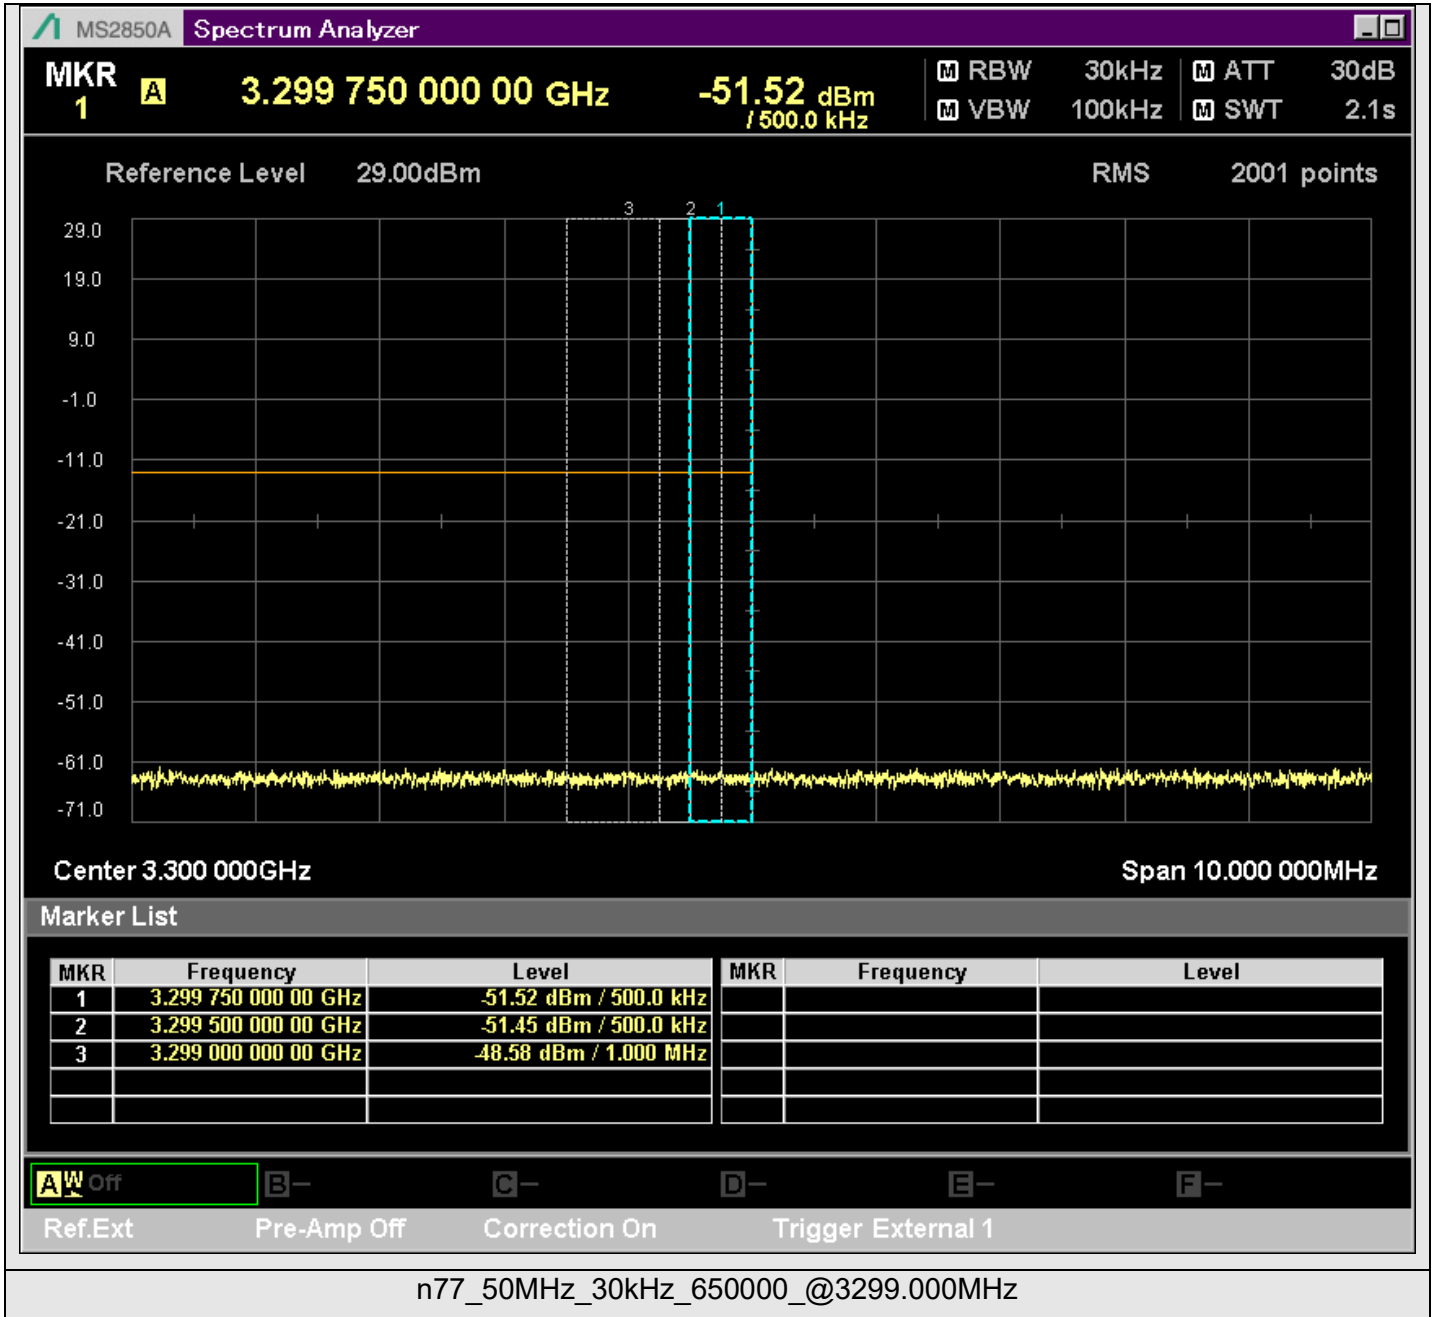 MS2850A Spectrum Analyzer
MKR 1 A 3.299 750 000 00 GHz -51.52 dBm / 500.0 kHz
M RBW 30kHz M ATT 30dB
M VBW 100kHz M SWT 2.1s
Reference Level 29.00dBm RMS 2001 points
3 2 1
29.0
19.0
9.0
-1.0
-11.0
-21.0
-31.0
-41.0
-51.0
-61.0
-71.0
Center 3.300 000GHz Span 10.000 000MHz
Marker List
MKR Frequency Level MKR Frequency Level
1 3.299 750 000 00 GHz -51.52 dBm / 500.0 kHz
2 3.299 500 000 00 GHz -51.45 dBm / 500.0 kHz
3 3.299 000 000 00 GHz -48.58 dBm / 1.000 MHz
A W Off B — C — D — E — F —
Ref.Ext Pre-Amp Off Correction On Trigger External 1
n77_50MHz_30kHz_650000_@3299.000MHz